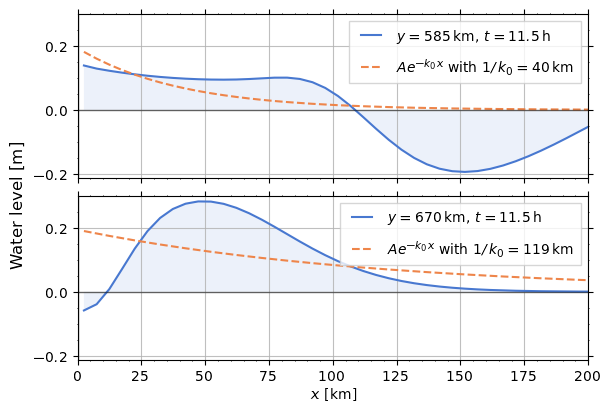 0.2
0.0
−0.2
y = 585 km, t = 11.5 h
Ae^{−k₀x} with 1/k₀ = 40 km
Water level [m]
0.2
0.0
−0.2
y = 670 km, t = 11.5 h
Ae^{−k₀x} with 1/k₀ = 119 km
0 25 50 75 100 125 150 175 200
x [km]